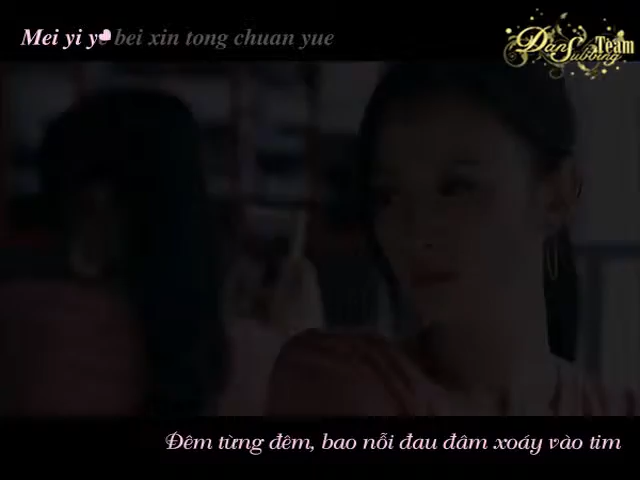 Mei yi ye bei xin tong chuan yue
Dan Team
Subbing
Đêm từng đêm, bao nỗi đau đâm xoáy vào tim